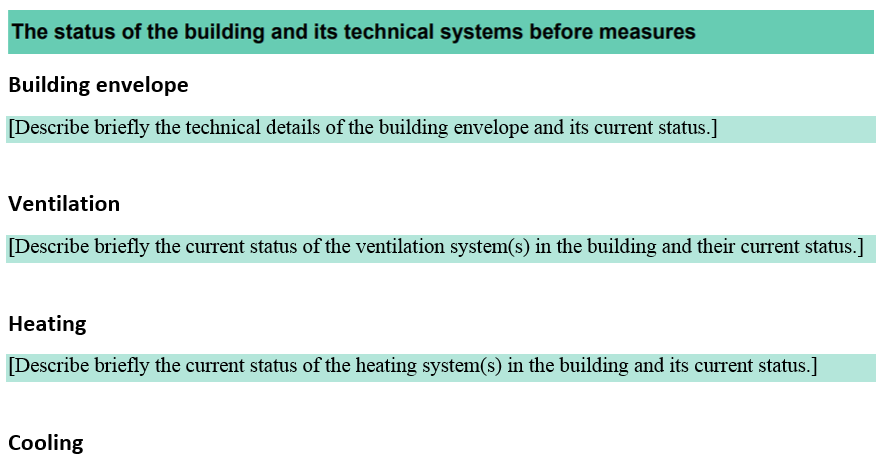 The status of the building and its technical systems before measures
Building envelope
[Describe briefly the technical details of the building envelope and its current status.]
Ventilation
[Describe briefly the current status of the ventilation system(s) in the building and their current status.]
Heating
[Describe briefly the current status of the heating system(s) in the building and its current status.]
Cooling